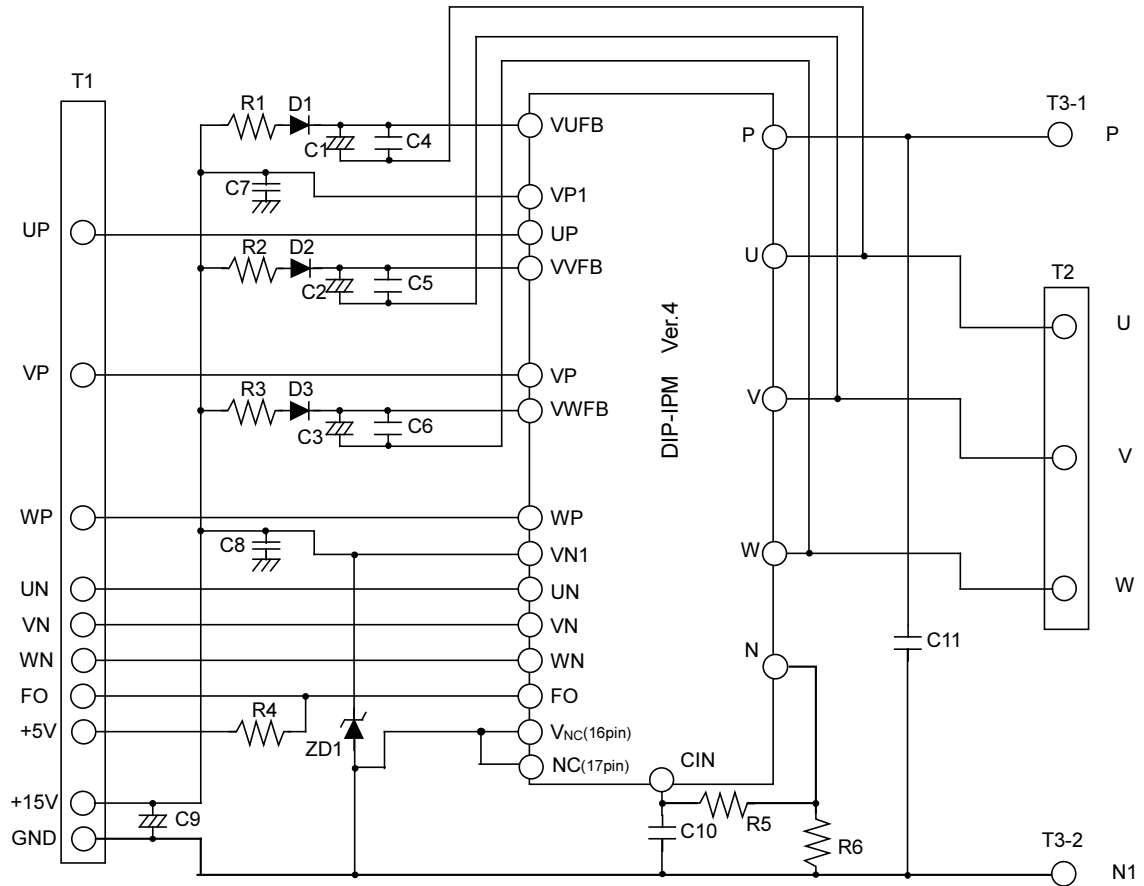 T1
R1
D1
VUFB
C1
C4
P
T3-1
P
C7
VP1
UP
UP
R2
D2
VVFB
C2
C5
U
T2
U
DIP-IPM Ver.4
VP
VP
R3
D3
VWFB
C3
C6
V
V
WP
WP
C8
VN1
W
W
UN
UN
VN
VN
WN
WN
N
C11
FO
FO
+5V
R4
ZD1
VNC(16pin)
NC(17pin)
CIN
+15V
C9
GND
C10
R5
R6
T3-2
N1